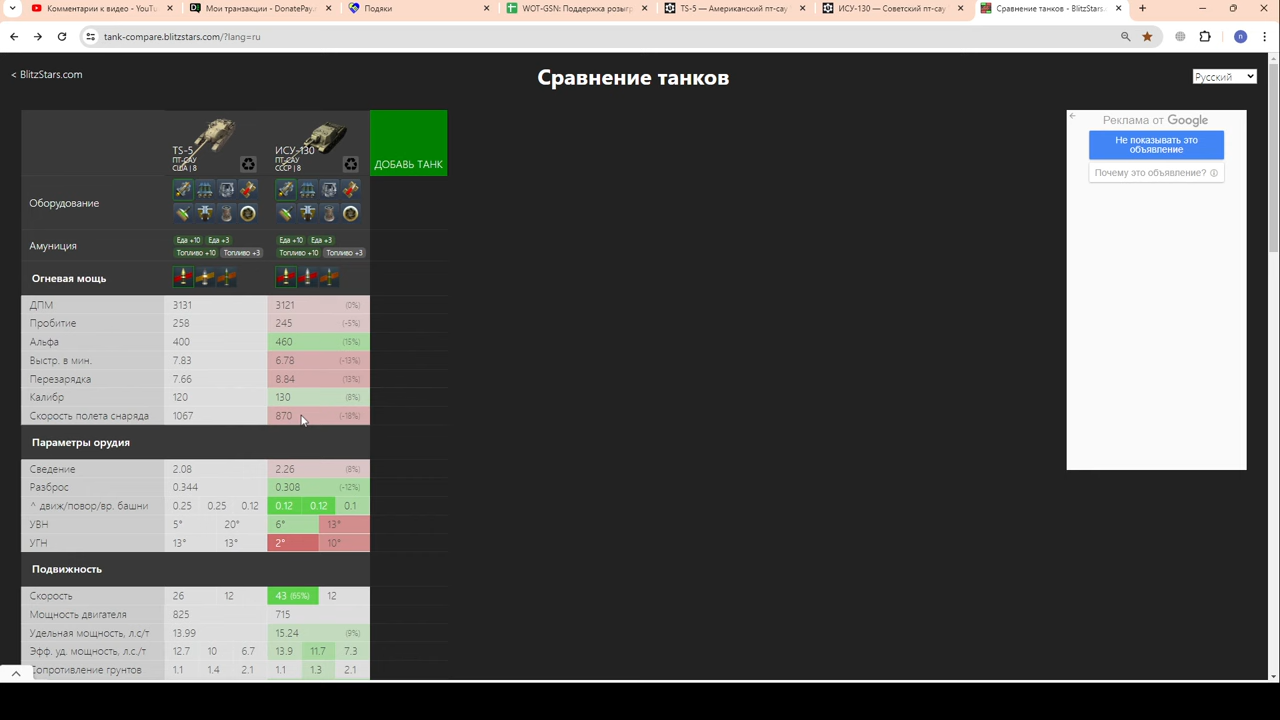 Комментарии к видео - YouTu
Мои транзакции - DonatePay.
Подяки
WOT-GSN: Поддержка розыгр
TS-5 — Американский пт-сау
ИСУ-130 — Советский пт-сау
Сравнение танков - BlitzStars.
tank-compare.blitzstars.com/?lang=ru
n
< BlitzStars.com
Сравнение танков
Русский
TS-5
ПТ-САУ
США | 8
ИСУ-130
ПТ-САУ
СССР | 8
ДОБАВЬ ТАНК
Оборудование
Амуниция
Еда +10 Еда +3
Топливо +10 Топливо +3
Еда +10 Еда +3
Топливо +10 Топливо +3
Огневая мощь
ДПМ 3131 3121 (0%)
Пробитие 258 245 (-5%)
Альфа 400 460 (15%)
Выстр. в мин. 7.83 6.78 (-13%)
Перезарядка 7.66 8.84 (13%)
Калибр 120 130 (8%)
Скорость полета снаряда 1067 870 (-18%)
Параметры орудия
Сведение 2.08 2.26 (8%)
Разброс 0.344 0.308 (-12%)
^ движ/повор/вр. башни 0.25 0.25 0.12 0.12 0.12 0.1
УВН 5° 20° 6° 13°
УГН 13° 13° 2° 10°
Подвижность
Скорость 26 12 43 (65%) 12
Мощность двигателя 825 715
Удельная мощность, л.с/т 13.99 15.24 (9%)
Эфф. уд. мощность, л.с./т 12.7 10 6.7 13.9 11.7 7.3
Сопротивление грунтов 1.1 1.4 2.1 1.1 1.3 2.1
Реклама от Google
Не показывать это
объявление
Почему это объявление?